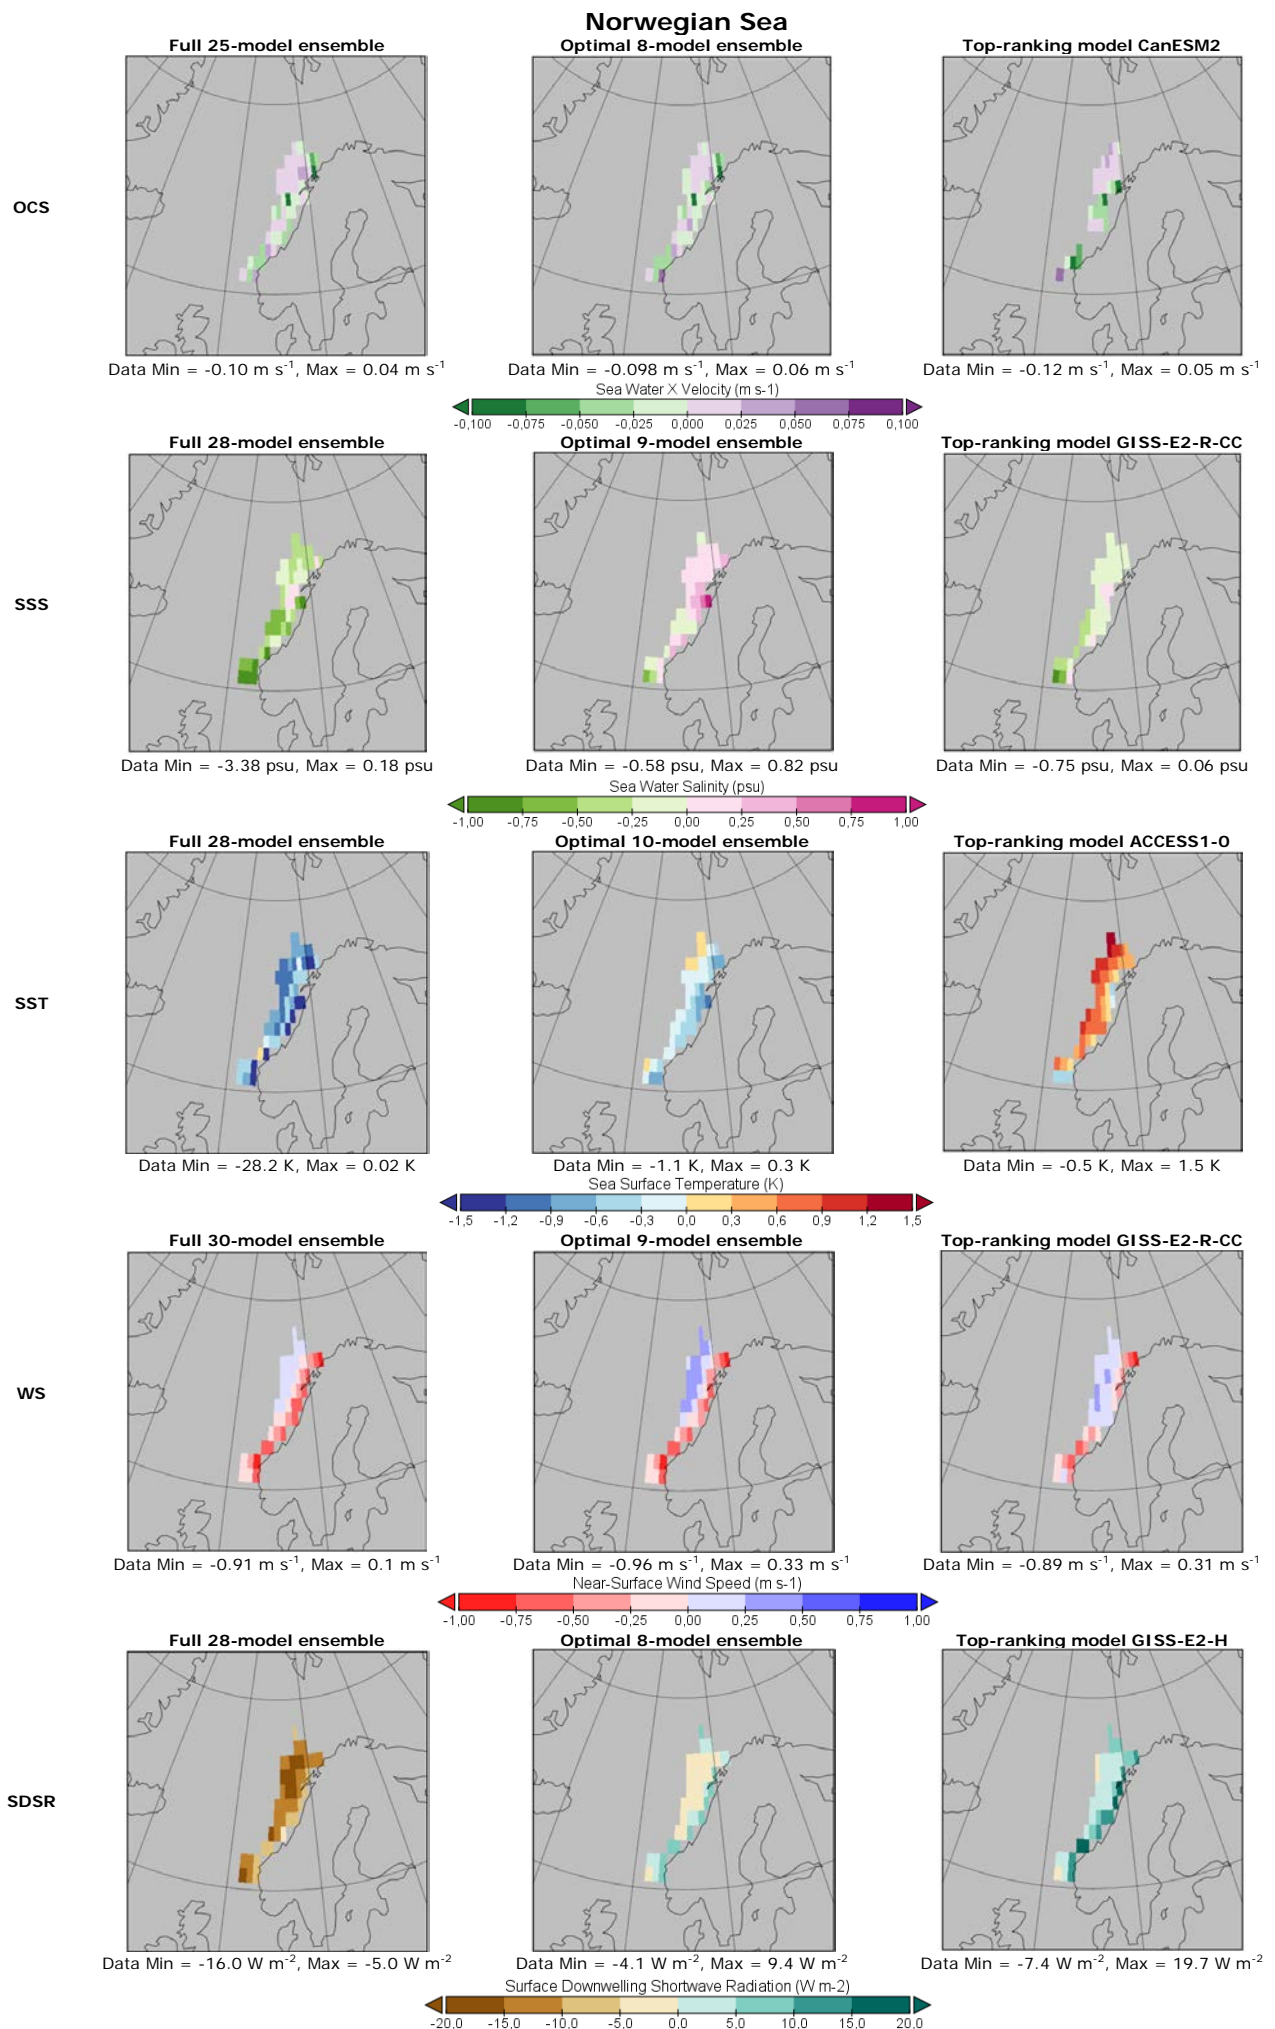 Norwegian Sea
Full 25-model ensemble Optimal 8-model ensemble Top-ranking model CanESM2
OCS
Data Min = -0.10 m s-1, Max = 0.04 m s-1 Data Min = -0.098 m s-1, Max = 0.06 m s-1 Data Min = -0.12 m s-1, Max = 0.05 m s-1
Sea Water X Velocity (m s-1)
-0,100 -0,075 -0,050 -0,025 0,000 0,025 0,050 0,075 0,100
Full 28-model ensemble Optimal 9-model ensemble Top-ranking model GISS-E2-R-CC
SSS
Data Min = -3.38 psu, Max = 0.18 psu Data Min = -0.58 psu, Max = 0.82 psu Data Min = -0.75 psu, Max = 0.06 psu
Sea Water Salinity (psu)
-1,00 -0,75 -0,50 -0,25 0,00 0,25 0,50 0,75 1,00
Full 28-model ensemble Optimal 10-model ensemble Top-ranking model ACCESS1-0
SST
Data Min = -28.2 K, Max = 0.02 K Data Min = -1.1 K, Max = 0.3 K Data Min = -0.5 K, Max = 1.5 K
Sea Surface Temperature (K)
-1,5 -1,2 -0,9 -0,6 -0,3 0,0 0,3 0,6 0,9 1,2 1,5
Full 30-model ensemble Optimal 9-model ensemble Top-ranking model GISS-E2-R-CC
WS
Data Min = -0.91 m s-1, Max = 0.1 m s-1 Data Min = -0.96 m s-1, Max = 0.33 m s-1 Data Min = -0.89 m s-1, Max = 0.31 m s-1
Near-Surface Wind Speed (m s-1)
-1,00 -0,75 -0,50 -0,25 0,00 0,25 0,50 0,75 1,00
Full 28-model ensemble Optimal 8-model ensemble Top-ranking model GISS-E2-H
SDSR
Data Min = -16.0 W m-2, Max = -5.0 W m-2 Data Min = -4.1 W m-2, Max = 9.4 W m-2 Data Min = -7.4 W m-2, Max = 19.7 W m-2
Surface Downwelling Shortwave Radiation (W m-2)
-20,0 -15,0 -10,0 -5,0 0,0 5,0 10,0 15,0 20,0